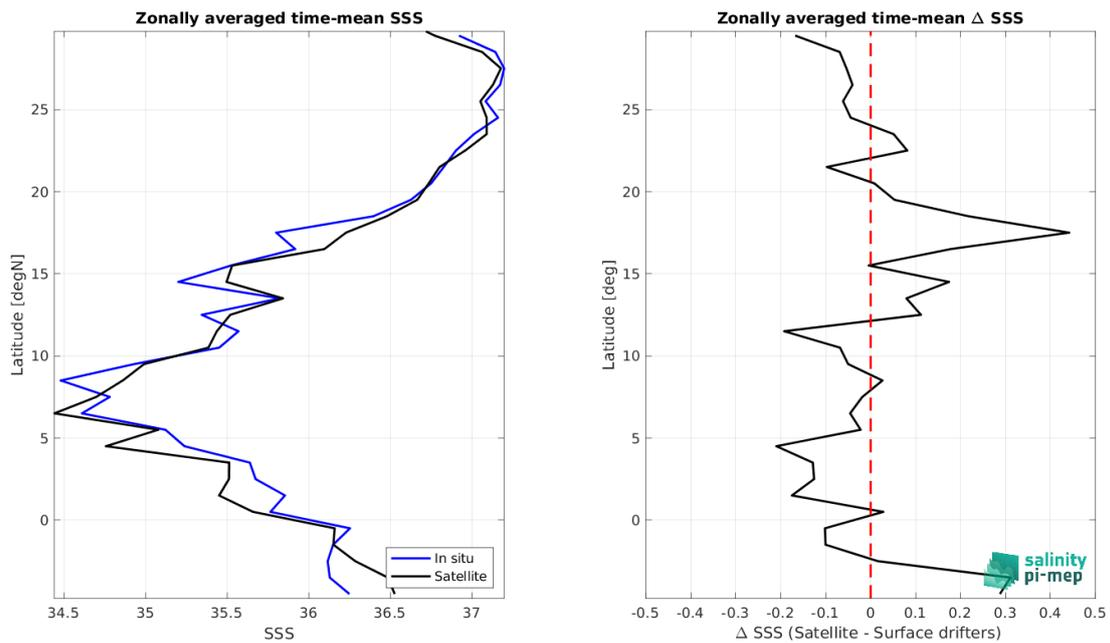 Zonally averaged time-mean SSS
Latitude [degN]
25
20
15
10
5
0
34.5 35 35.5 36 36.5 37
SSS
In situ
Satellite
Zonally averaged time-mean Δ SSS
Latitude [deg]
25
20
15
10
5
0
-0.5 -0.4 -0.3 -0.2 -0.1 0 0.1 0.2 0.3 0.4 0.5
Δ SSS (Satellite - Surface drifters)
salinity
pi-mep